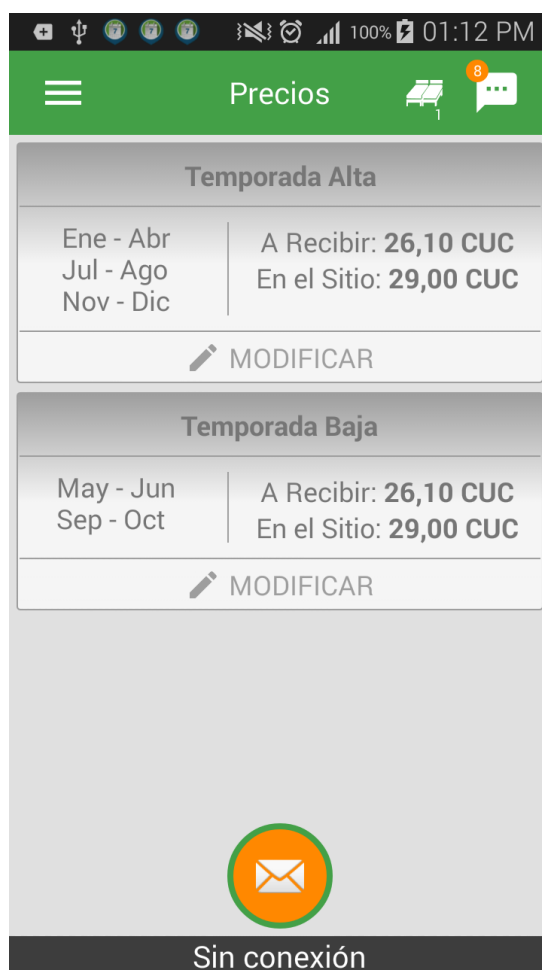 100% 01:12 PM
Precios
1
8
Temporada Alta
Ene - Abr
Jul - Ago
Nov - Dic
A Recibir: 26,10 CUC
En el Sitio: 29,00 CUC
MODIFICAR
Temporada Baja
May - Jun
Sep - Oct
A Recibir: 26,10 CUC
En el Sitio: 29,00 CUC
MODIFICAR
Sin conexión